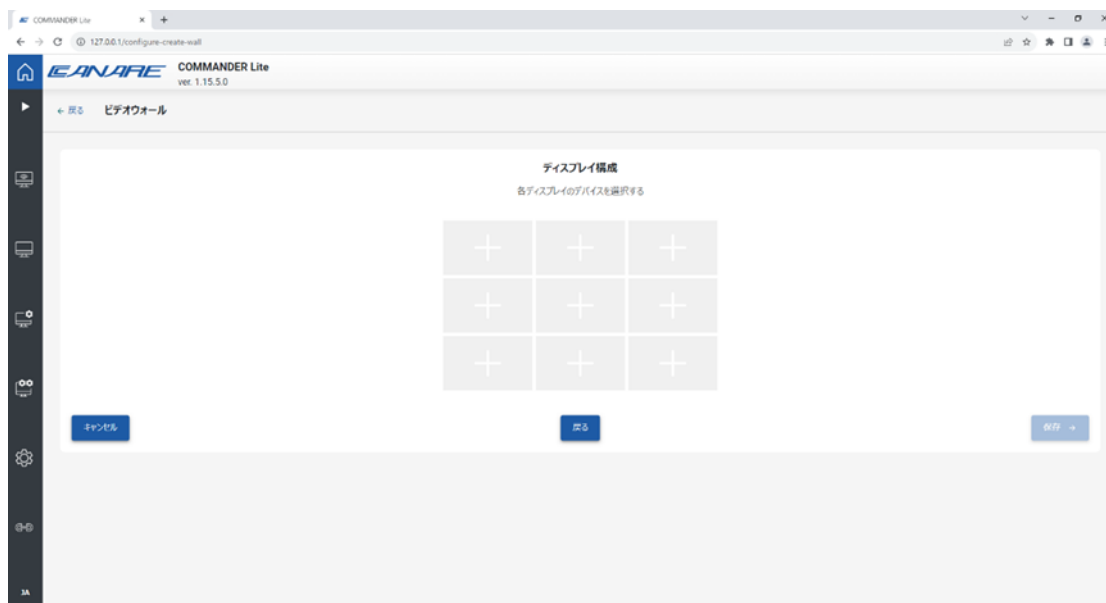 COMMANDER Lite
127.0.0.1/configure-create-wall
CANARE
COMMANDER Lite
ver. 1.15.5.0
← 戻る ビデオウォール
ディスプレイ構成
各ディスプレイのデバイスを選択する
キャンセル 戻る 保存 →
JA